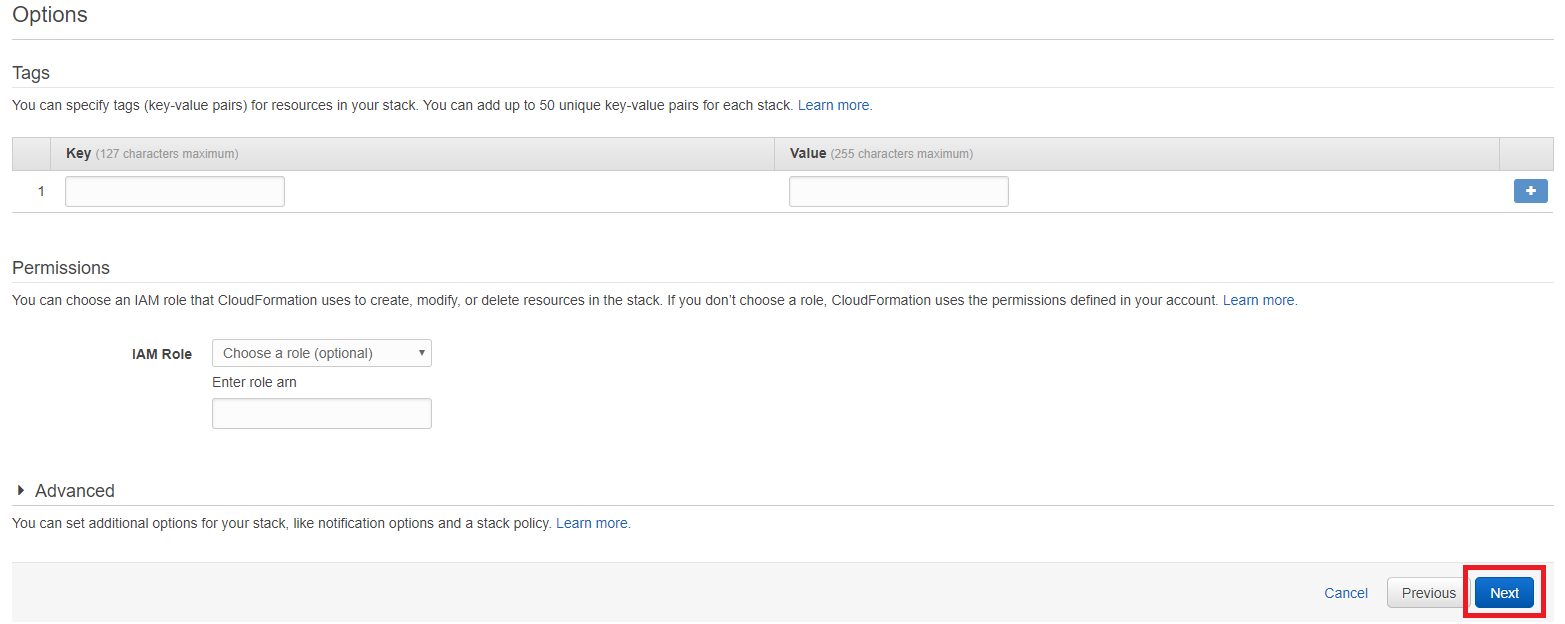 Options
Tags
You can specify tags (key-value pairs) for resources in your stack. You can add up to 50 unique key-value pairs for each stack. Learn more.
Key (127 characters maximum) Value (255 characters maximum)
1
Permissions
You can choose an IAM role that CloudFormation uses to create, modify, or delete resources in the stack. If you don’t choose a role, CloudFormation uses the permissions defined in your account. Learn more.
IAM Role Choose a role (optional)
Enter role arn
Advanced
You can set additional options for your stack, like notification options and a stack policy. Learn more.
Cancel Previous Next